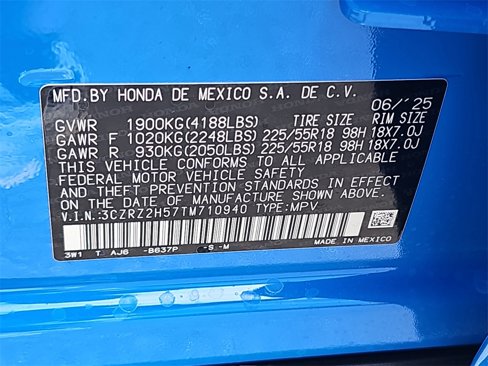 MFD.BY HONDA DE MEXICO S.A. DE C.V.
06/'25
GVWR 1900KG(4188LBS) TIRE SIZE RIM SIZE
GAWR F 1020KG(2248LBS) 225/55R18 98H 18X7.0J
GAWR R 930KG(2050LBS) 225/55R18 98H 18X7.0J
THIS VEHICLE CONFORMS TO ALL APPLICABLE
FEDERAL MOTOR VEHICLE SAFETY
AND THEFT PREVENTION STANDARDS IN EFFECT
ON THE DATE OF MANUFACTURE SHOWN ABOVE.
V.I.N.:3CZRZ2H57TM710940 TYPE:MPV
3W1 T AJ6 -B637P -S -M MADE IN MEXICO